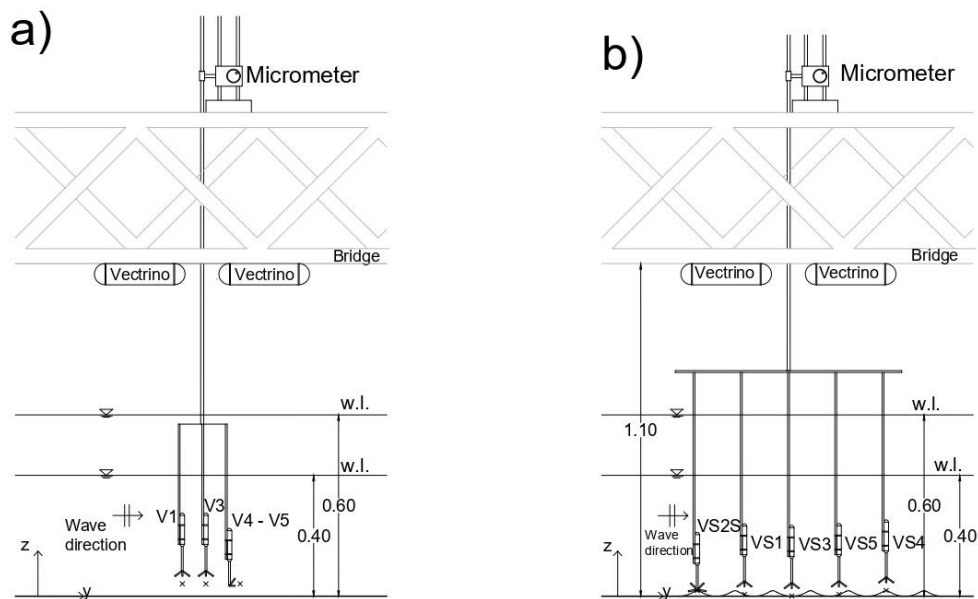 a)
Micrometer
Bridge
Vectrino
Vectrino
w.l.
w.l.
V1
V3
V4 - V5
Wave
direction
0.60
0.40
z
y
b)
Micrometer
Bridge
Vectrino
Vectrino
w.l.
1.10
w.l.
Wave
direction
VS2S
VS1
VS3
VS5
VS4
0.60
0.40
z
y